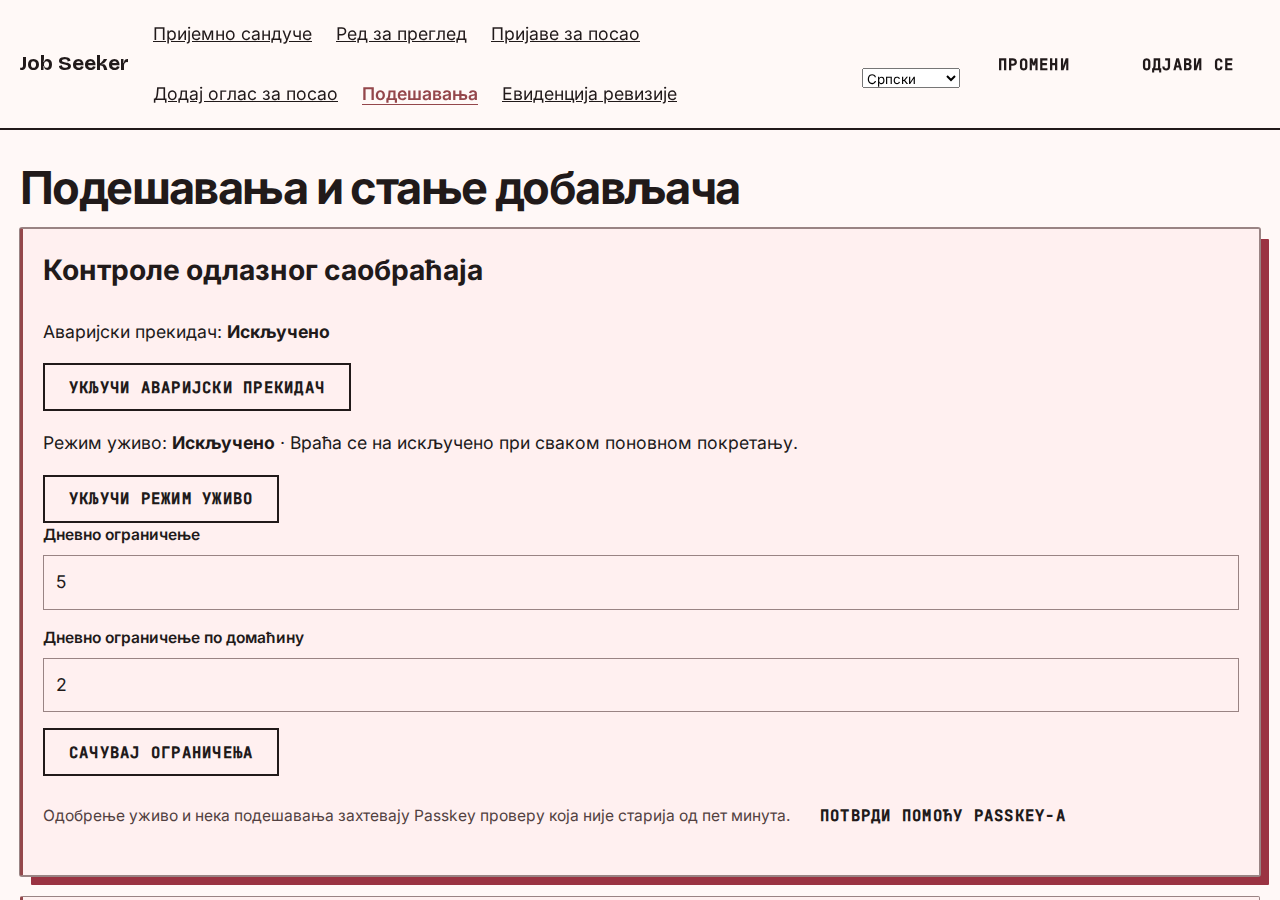 Job Seeker
Пријемно сандуче Ред за преглед Пријаве за посао
Додај оглас за посао Подешавања Евиденција ревизије
Српски
ПРОМЕНИ
ОДЈАВИ СЕ
Подешавања и стање добављача
Контроле одлазног саобраћаја
Аваријски прекидач: Искључено
УКЉУЧИ АВАРИЈСКИ ПРЕКИДАЧ
Режим уживо: Искључено · Враћа се на искључено при сваком поновном покретању.
УКЉУЧИ РЕЖИМ УЖИВО
Дневно ограничење
5
Дневно ограничење по домаћину
2
САЧУВАЈ ОГРАНИЧЕЊА
Одобрење уживо и нека подешавања захтевају Passkey проверу која није старија од пет минута. ПОТВРДИ ПОМОЋУ PASSKEY-А